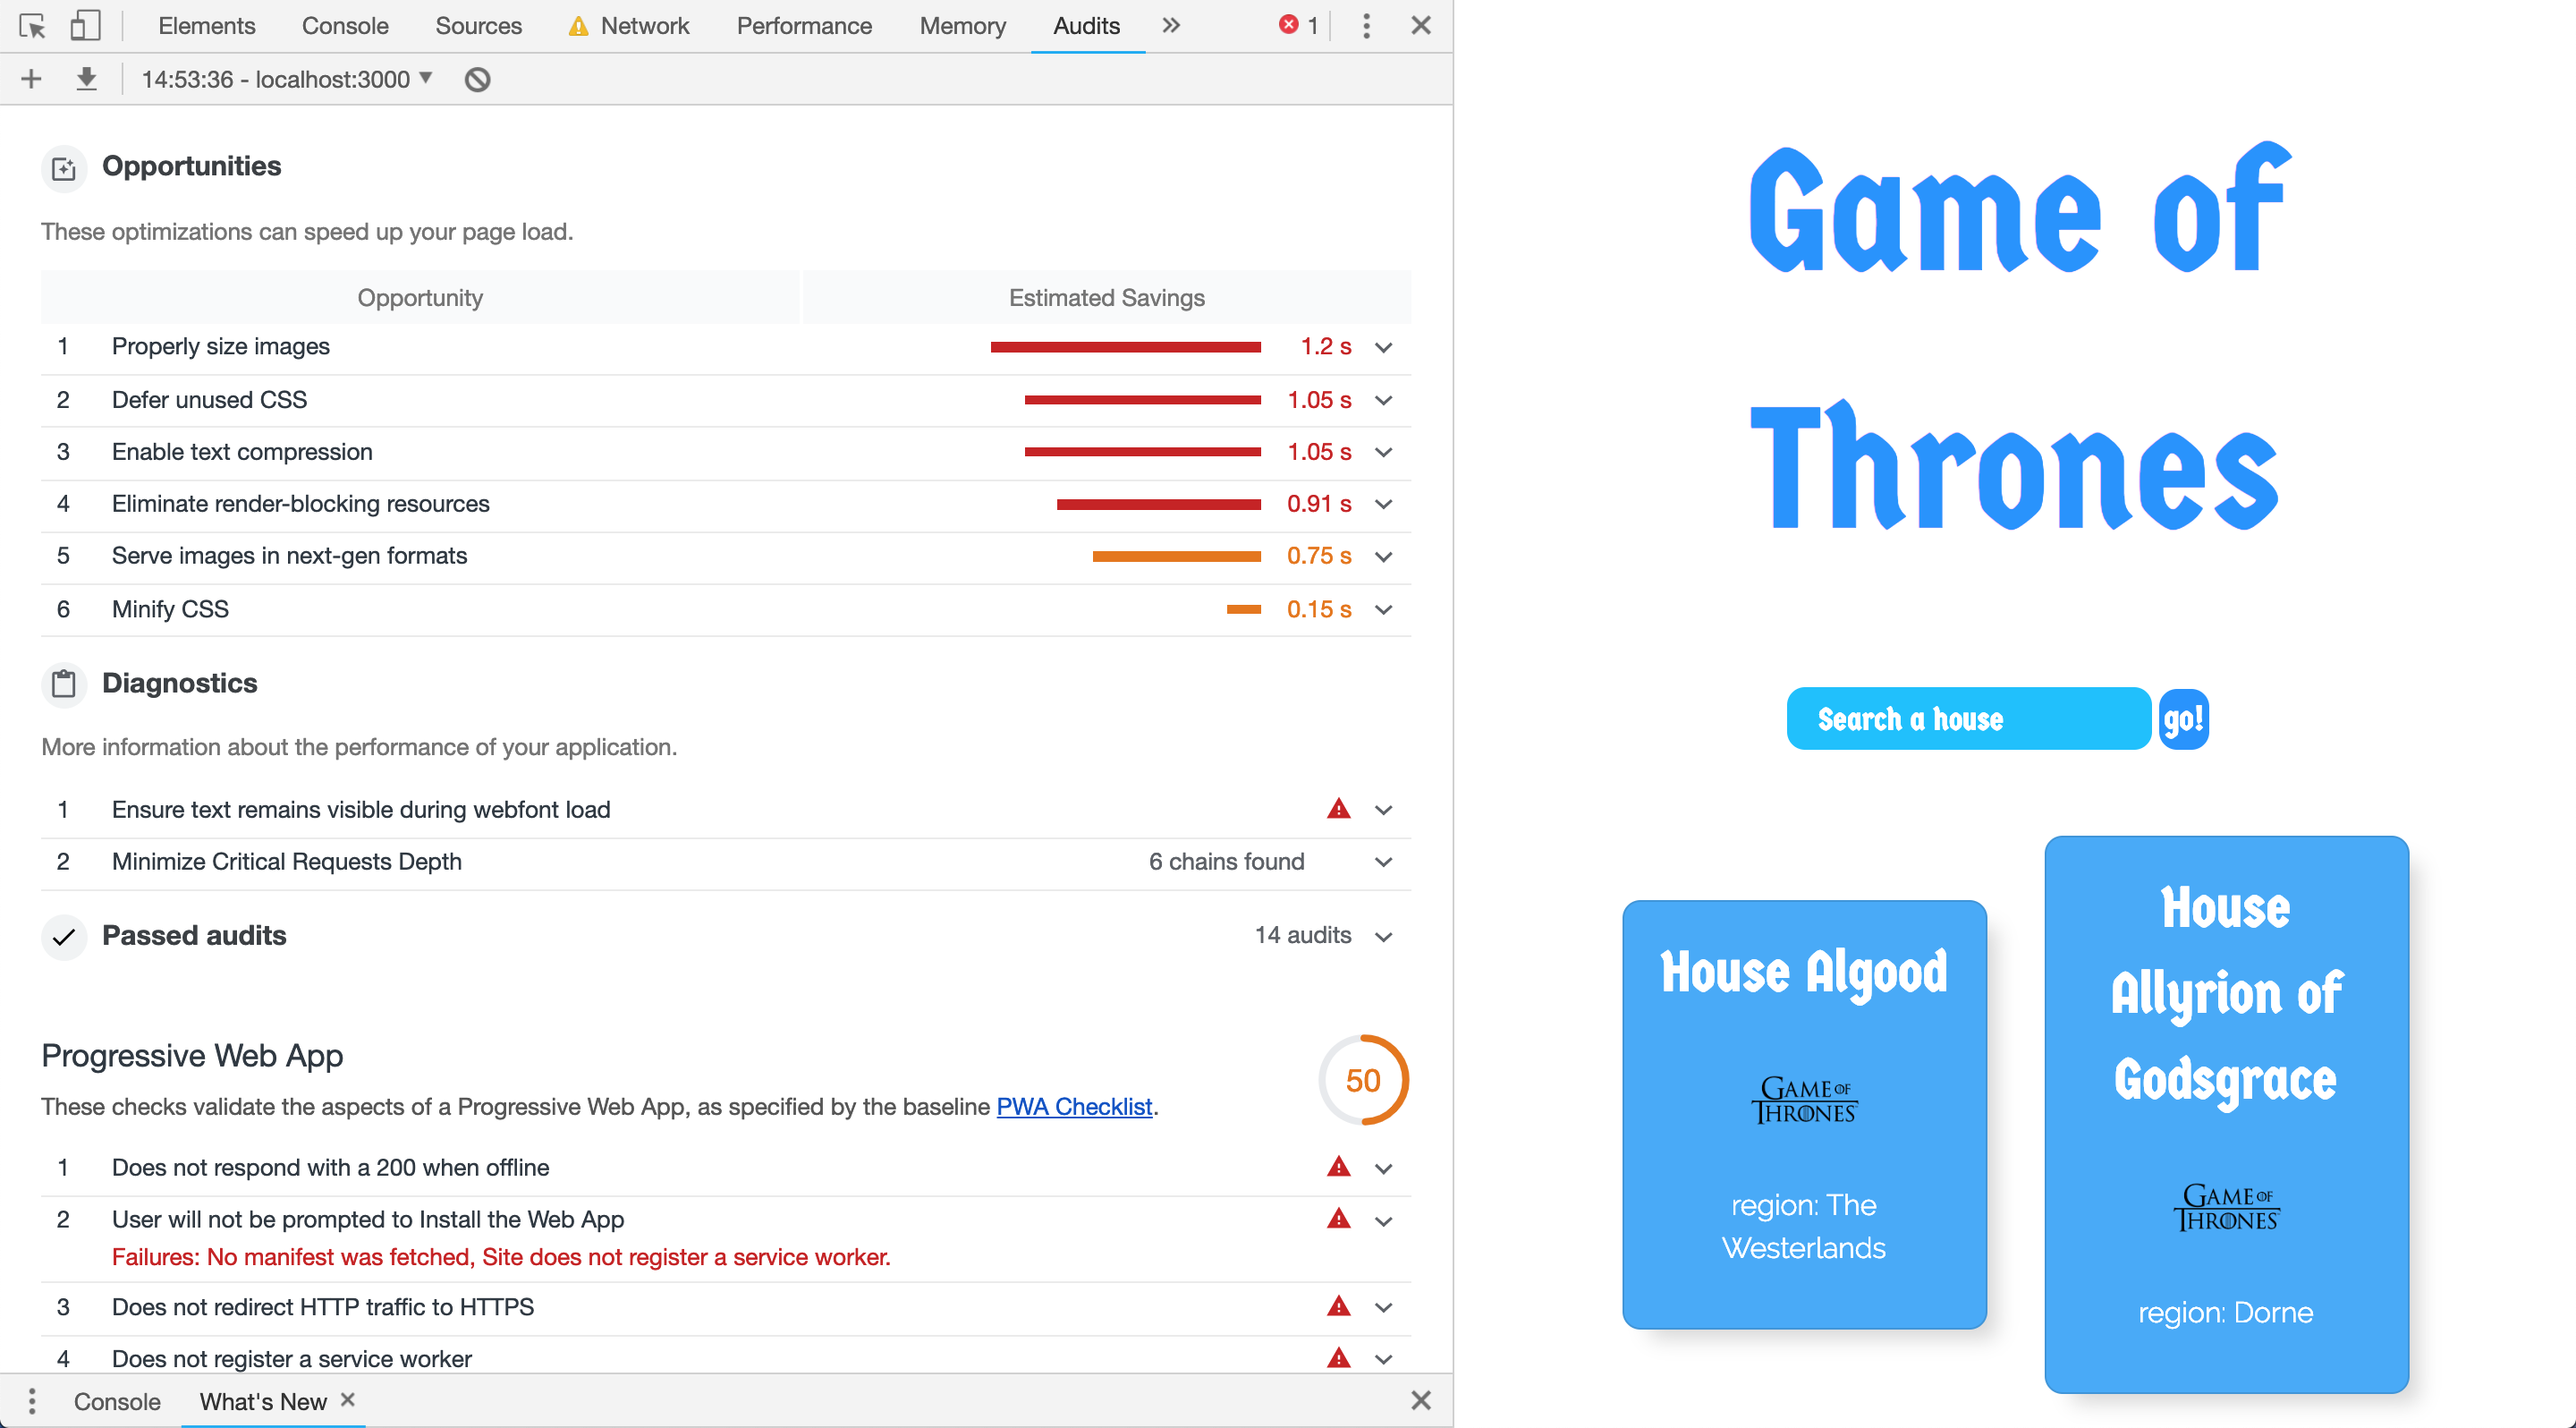 Elements Console Sources Network Performance Memory Audits 1
14:53:36 - localhost:3000
Opportunities
These optimizations can speed up your page load.
Opportunity Estimated Savings
1 Properly size images 1.2 s
2 Defer unused CSS 1.05 s
3 Enable text compression 1.05 s
4 Eliminate render-blocking resources 0.91 s
5 Serve images in next-gen formats 0.75 s
6 Minify CSS 0.15 s
Diagnostics
More information about the performance of your application.
1 Ensure text remains visible during webfont load
2 Minimize Critical Requests Depth 6 chains found
Passed audits 14 audits
Progressive Web App
50
These checks validate the aspects of a Progressive Web App, as specified by the baseline PWA Checklist.
1 Does not respond with a 200 when offline
2 User will not be prompted to Install the Web App
Failures: No manifest was fetched, Site does not register a service worker.
3 Does not redirect HTTP traffic to HTTPS
4 Does not register a service worker
Console What's New
Game of
Thrones
Search a house go!
House Algood
GAME OF
THRONES
region: The
Westerlands
House
Allyrion of
Godsgrace
GAME OF
THRONES
region: Dorne